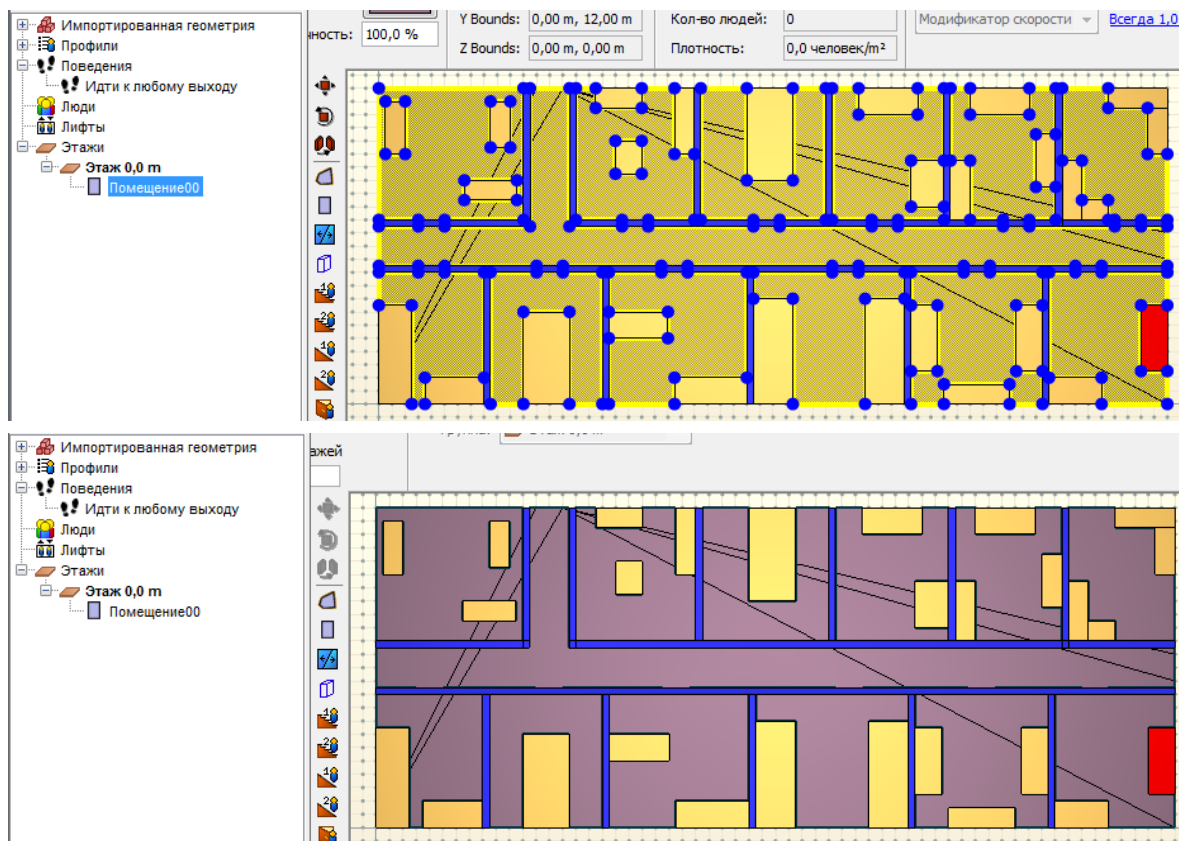 Импортированная геометрия
Профили
Поведения
Идти к любому выходу
Люди
Лифты
Этажи
Этаж 0,0 m
Помещение00
ность: 100,0 %
Y Bounds: 0,00 m, 12,00 m
Z Bounds: 0,00 m, 0,00 m
Кол-во людей: 0
Плотность: 0,0 человек/m²
Модификатор скорости
Всегда 1,0
Импортированная геометрия
Профили
Поведения
Идти к любому выходу
Люди
Лифты
Этажи
Этаж 0,0 m
Помещение00
ажей